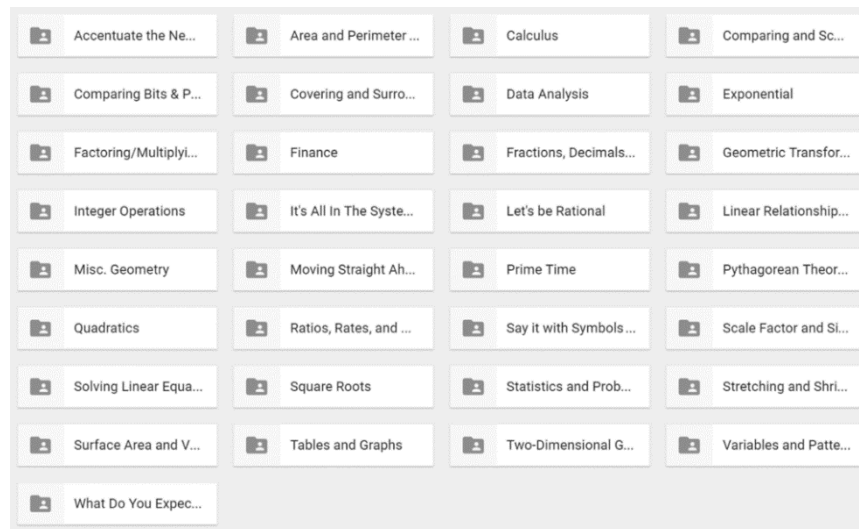 Accentuate the Ne...
Area and Perimeter ...
Calculus
Comparing and Sc...
Comparing Bits & P...
Covering and Surro...
Data Analysis
Exponential
Factoring/Multiplyi...
Finance
Fractions, Decimals...
Geometric Transfor...
Integer Operations
It's All In The Syste...
Let's be Rational
Linear Relationship...
Misc. Geometry
Moving Straight Ah...
Prime Time
Pythagorean Theor...
Quadratics
Ratios, Rates, and ...
Say it with Symbols ...
Scale Factor and Si...
Solving Linear Equa...
Square Roots
Statistics and Prob...
Stretching and Shri...
Surface Area and V...
Tables and Graphs
Two-Dimensional G...
Variables and Patte...
What Do You Expec...